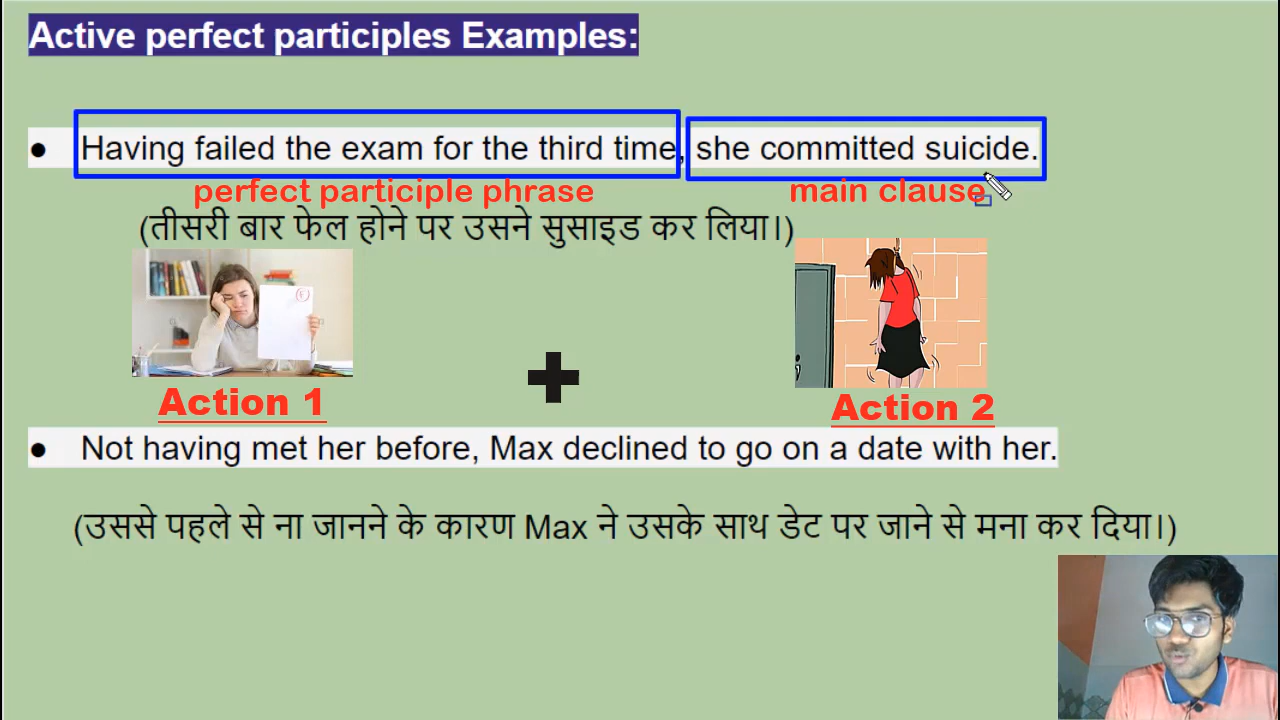 Active perfect participles Examples:
● Having failed the exam for the third time, she committed suicide.
perfect participle phrase main clause
(तीसरी बार फेल होने पर उसने सुसाइड कर लिया।)
Action 1 + Action 2
● Not having met her before, Max declined to go on a date with her.
(उससे पहले से ना जानने के कारण Max ने उसके साथ डेट पर जाने से मना कर दिया।)